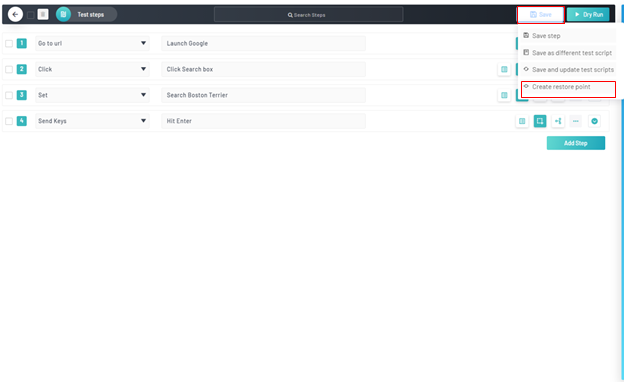 Test steps
Search Steps
Save
Dry Run
Save step
1 Go to url Launch Google
Save as different test script
2 Click Click Search box
Save and update test scripts
Create restore point
3 Set Search Boston Terrier
4 Send Keys Hit Enter
Add Step